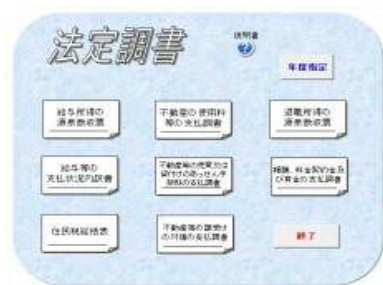 法定調書
説明書
年度指定
給与所得の
源泉徴収票
不動産の使用料
等の支払調書
退職所得の
源泉徴収票
給与等の
支払状況内訳書
不動産等の売買又は
貸付けのあっせん手
数料の支払調書
報酬、料金契約金及
び賞金の支払調書
住民税総括表
不動産等の譲受け
の対価の支払調書
終了